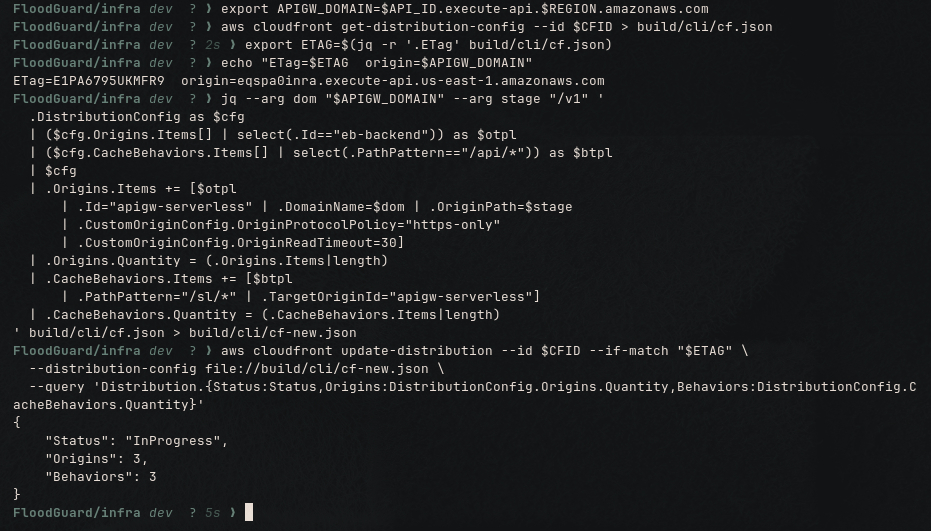 FloodGuard/infra dev ? ❯ export APIGW_DOMAIN=$API_ID.execute-api.$REGION.amazonaws.com
FloodGuard/infra dev ? ❯ aws cloudfront get-distribution-config --id $CFID > build/cli/cf.json
FloodGuard/infra dev ? 2s ❯ export ETAG=$(jq -r '.ETag' build/cli/cf.json)
FloodGuard/infra dev ? ❯ echo "ETag=$ETAG  origin=$APIGW_DOMAIN"
ETag=E1PA6795UKMFR9  origin=eqspa0inra.execute-api.us-east-1.amazonaws.com
FloodGuard/infra dev ? ❯ jq --arg dom "$APIGW_DOMAIN" --arg stage "/v1" '
  .DistributionConfig as $cfg
  | ($cfg.Origins.Items[] | select(.Id=="eb-backend")) as $otpl
  | ($cfg.CacheBehaviors.Items[] | select(.PathPattern=="/api/*")) as $btpl
  | $cfg
  | .Origins.Items += [$otpl
      | .Id="apigw-serverless" | .DomainName=$dom | .OriginPath=$stage
      | .CustomOriginConfig.OriginProtocolPolicy="https-only"
      | .CustomOriginConfig.OriginReadTimeout=30]
  | .Origins.Quantity = (.Origins.Items|length)
  | .CacheBehaviors.Items += [$btpl
      | .PathPattern="/sl/*" | .TargetOriginId="apigw-serverless"]
  | .CacheBehaviors.Quantity = (.CacheBehaviors.Items|length)
' build/cli/cf.json > build/cli/cf-new.json
FloodGuard/infra dev ? ❯ aws cloudfront update-distribution --id $CFID --if-match "$ETAG" \
  --distribution-config file://build/cli/cf-new.json \
  --query 'Distribution.{Status:Status,Origins:DistributionConfig.Origins.Quantity,Behaviors:DistributionConfig.C
acheBehaviors.Quantity}'
{
    "Status": "InProgress",
    "Origins": 3,
    "Behaviors": 3
}
FloodGuard/infra dev ? 5s ❯